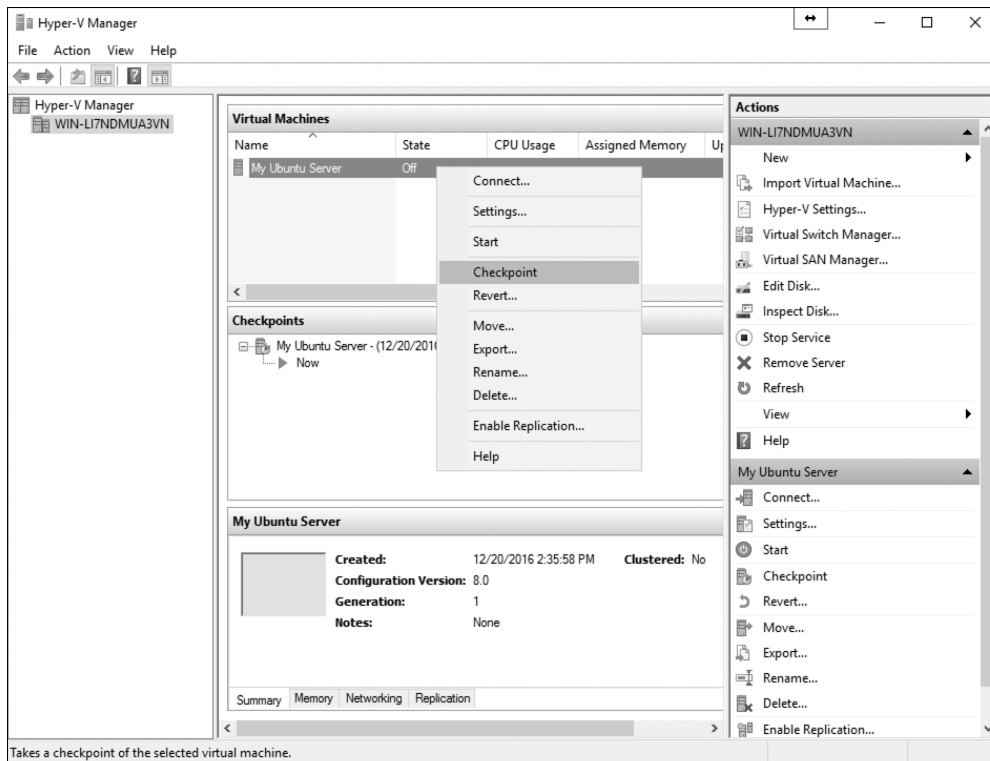 Hyper-V Manager
File Action View Help
Hyper-V Manager
WIN-LI7NDMUA3VN
Virtual Machines
Name State CPU Usage Assigned Memory
My Ubuntu Server Off
Connect...
Settings...
Start
Checkpoint
Revert...
Move...
Export...
Rename...
Delete...
Enable Replication...
Help
Checkpoints
My Ubuntu Server - (12/20/201
Now
My Ubuntu Server
Created: 12/20/2016 2:35:58 PM Clustered: No
Configuration Version: 8.0
Generation: 1
Notes: None
Summary Memory Networking Replication
Actions
WIN-LI7NDMUA3VN
New
Import Virtual Machine...
Hyper-V Settings...
Virtual Switch Manager...
Virtual SAN Manager...
Edit Disk...
Inspect Disk...
Stop Service
Remove Server
Refresh
View
Help
My Ubuntu Server
Connect...
Settings...
Start
Checkpoint
Revert...
Move...
Export...
Rename...
Delete...
Enable Replication...
Takes a checkpoint of the selected virtual machine.